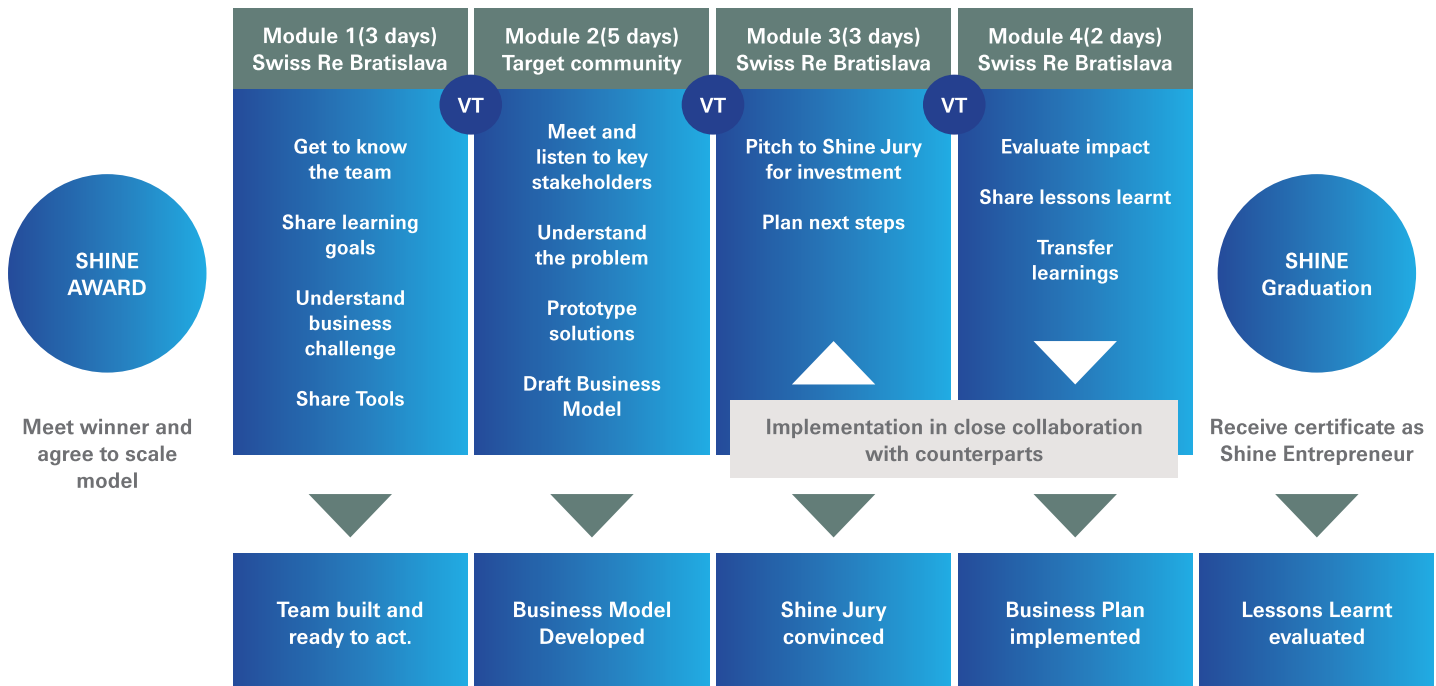 SHINE
AWARD
Meet winner and
agree to scale
model
Module 1(3 days)
Swiss Re Bratislava
VT
Get to know
the team
Share learning
goals
Understand
business
challenge
Share Tools
Team built and
ready to act.
Module 2(5 days)
Target community
VT
Meet and
listen to key
stakeholders
Understand
the problem
Prototype
solutions
Draft Business
Model
Business Model
Developed
Module 3(3 days)
Swiss Re Bratislava
VT
Pitch to Shine Jury
for investment
Plan next steps
Shine Jury
convinced
Module 4(2 days)
Swiss Re Bratislava
Evaluate impact
Share lessons learnt
Transfer
learnings
Implementation in close collaboration
with counterparts
Business Plan
implemented
SHINE
Graduation
Receive certificate as
Shine Entrepreneur
Lessons Learnt
evaluated